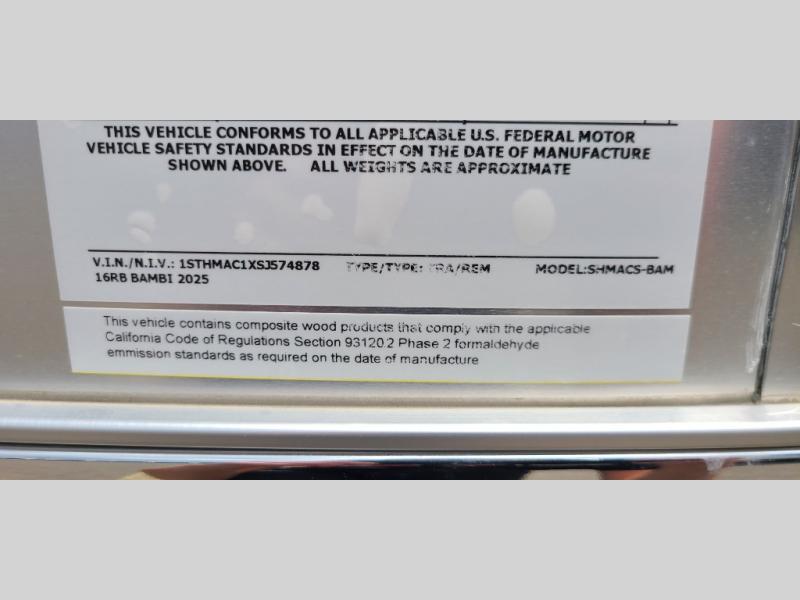 THIS VEHICLE CONFORMS TO ALL APPLICABLE U.S. FEDERAL MOTOR
VEHICLE SAFETY STANDARDS IN EFFECT ON THE DATE OF MANUFACTURE
SHOWN ABOVE. ALL WEIGHTS ARE APPROXIMATE
V.I.N./N.I.V.: 1STHMAC1XSJ574878 TYPE/TYPE: TRA/REM MODEL:SHMACS-BAM
16RB BAMBI 2025
This vehicle contains composite wood products that comply with the applicable
California Code of Regulations Section 93120.2 Phase 2 formaldehyde
emmission standards as required on the date of manufacture